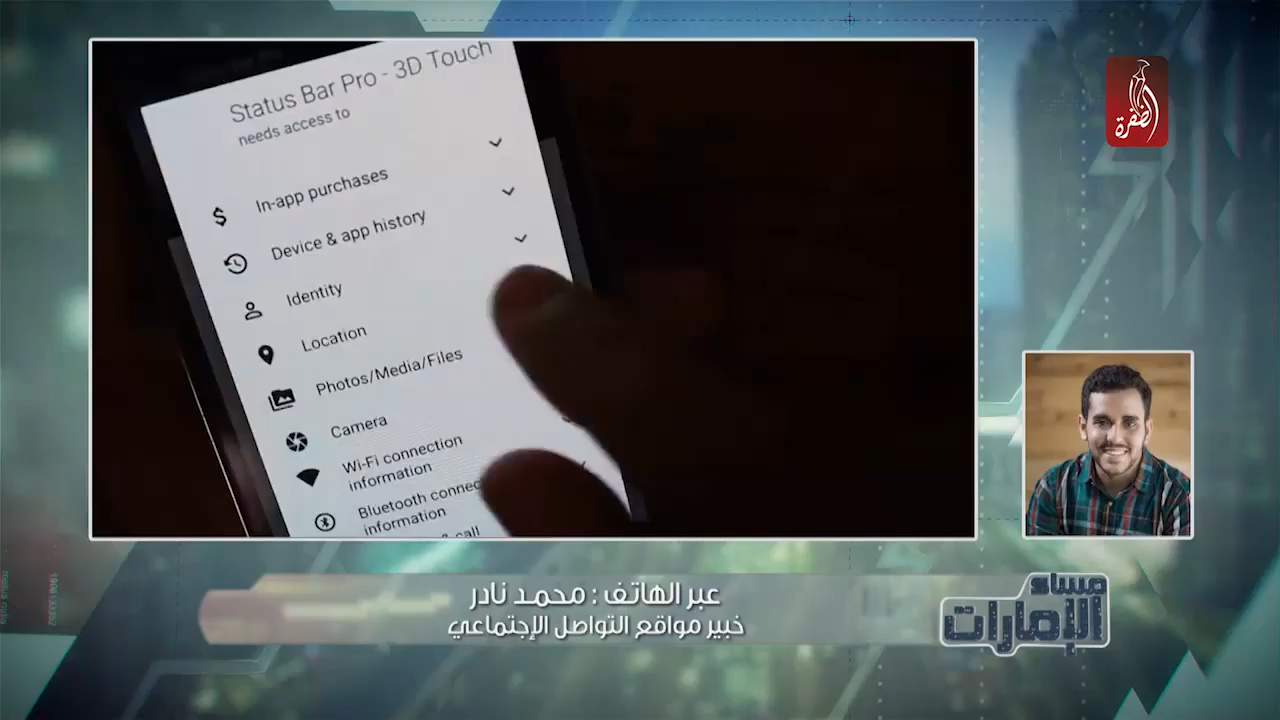 Status Bar Pro - 3D Touch
needs access to
In-app purchases
Device & app history
Identity
Location
Photos/Media/Files
Camera
Wi-Fi connection
information
Bluetooth connec
information
call
الظفرة
عبر الهاتف : محمد نادر
خبير مواقع التواصل الإجتماعي
مساء
الإمارات